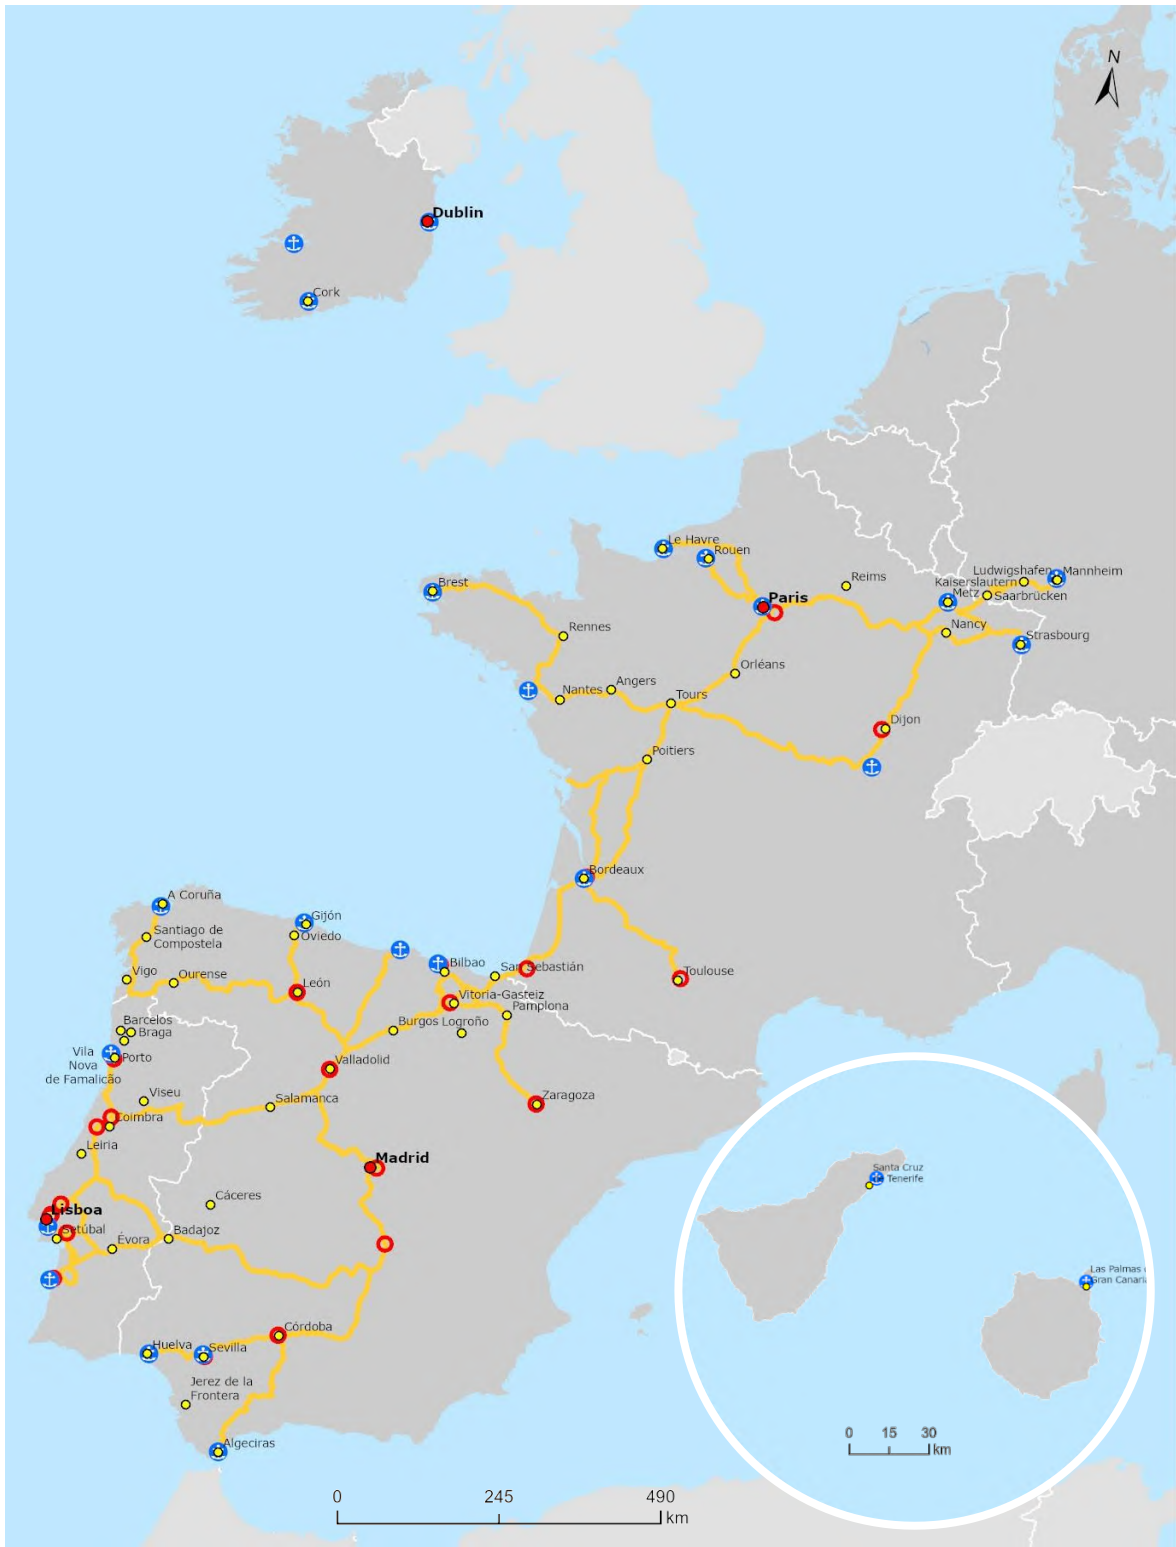 N
Dublin
Cork
Le Havre
Rouen
Reims
Ludwigshafen
Mannheim
Kaiserslautern
Metz
Saarbrücken
Brest
Paris
Rennes
Nancy
Strasbourg
Orléans
Angers
Nantes
Tours
Dijon
Poitiers
Bordeaux
A Coruña
Gijón
Santiago de
Compostela
Oviedo
Bilbao
San Sebastián
Toulouse
Vigo
Ourense
León
Vitoria-Gasteiz
Pamplona
Barcelos
Braga
Burgos
Logroño
Vila
Nova
de Famalicão
Porto
Valladolid
Viseu
Salamanca
Zaragoza
Coimbra
Leiria
Madrid
Santa Cruz
Tenerife
Cáceres
Lisboa
Setúbal
Évora
Badajoz
Las Palmas
Gran Canaria
Huelva
Sevilla
Córdoba
Jerez de la
Frontera
Algeciras
0 15 30
km
0 245 490
km